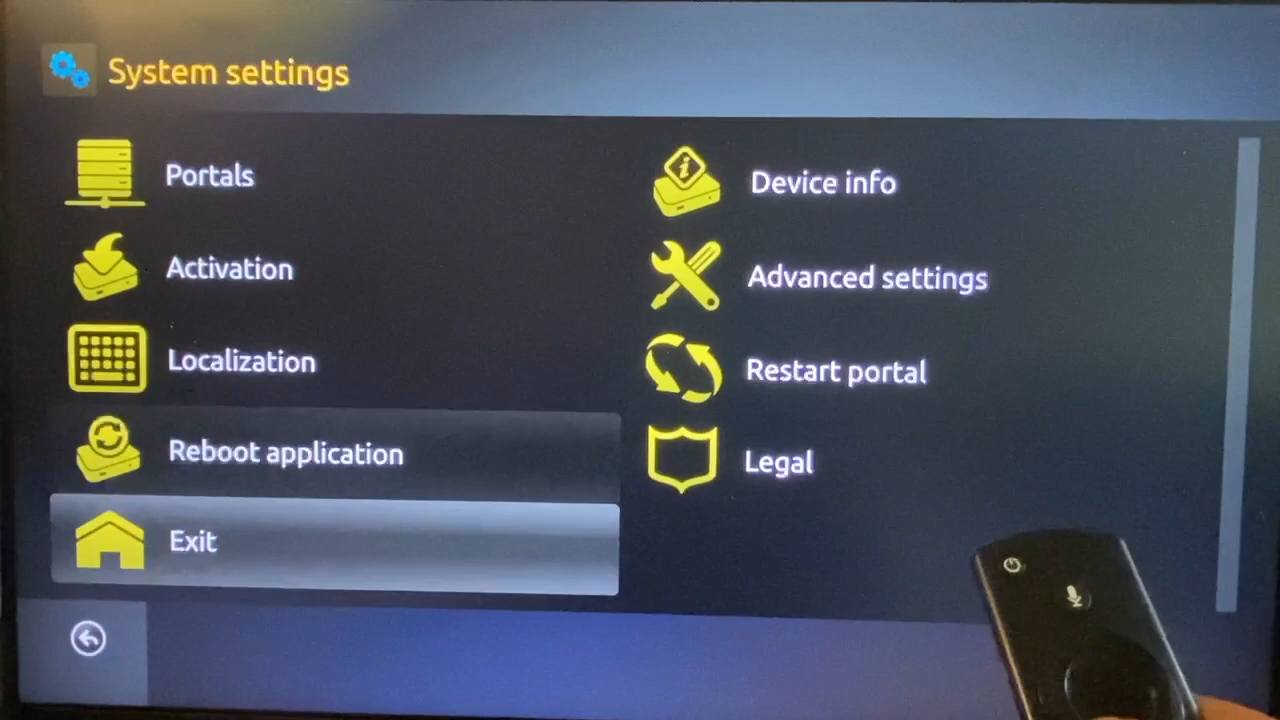 System settings
Portals
Activation
Localization
Reboot application
Exit
Device info
Advanced settings
Restart portal
Legal